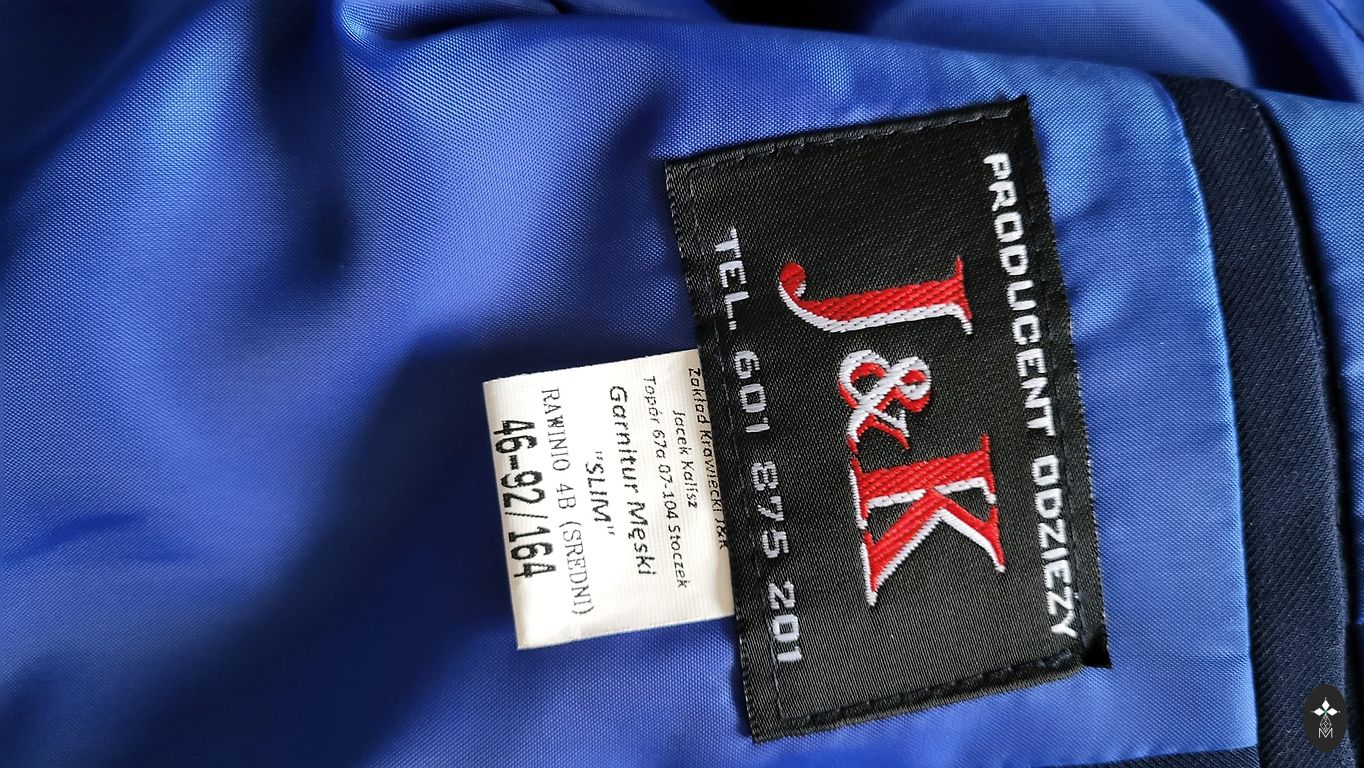 PRODUCENT ODZIEŻY
J&K
TEL. 601 875 201
Zakład Krawiecki J&K
Jacek Kalisz
Topór 67a 07-104 Stoczek
Garnitur Męski
"SLIM"
RAWINIO 4B (SREDNI)
46-92/164
M